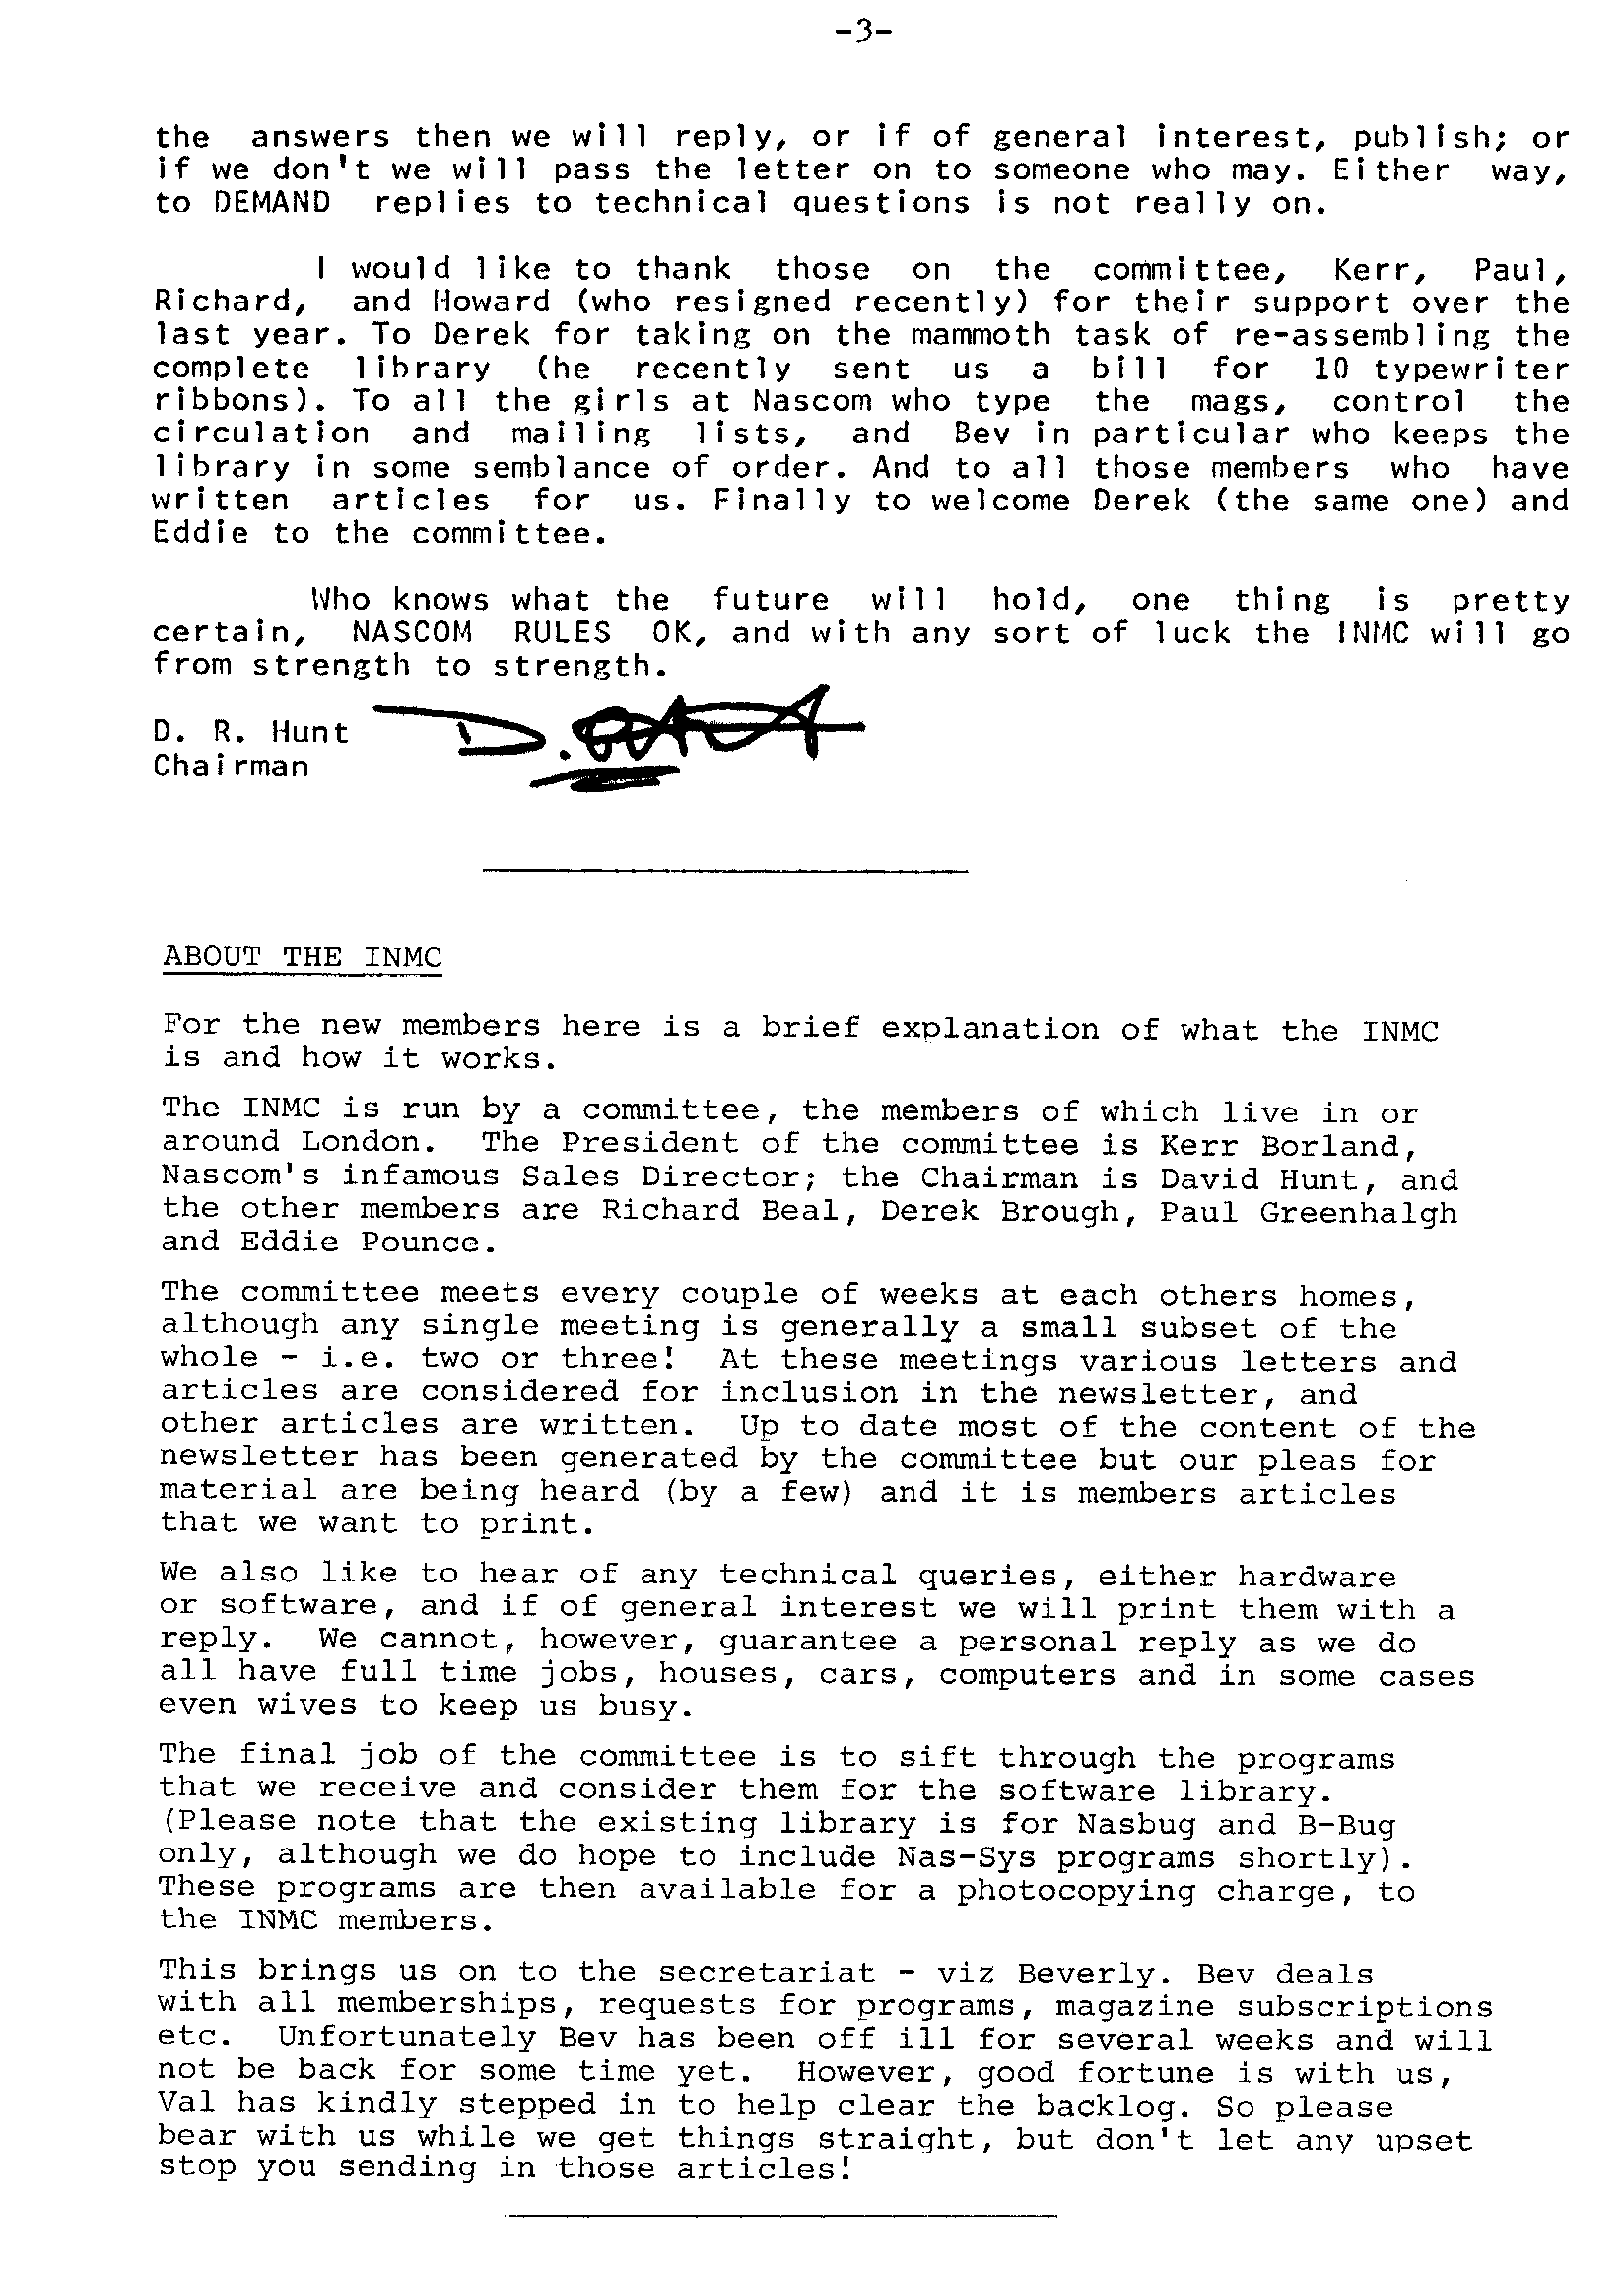 -3-
the answers then we will reply, or if of general interest, publish; or
if we don't we will pass the letter on to someone who may. Either way,
to DEMAND replies to technical questions is not really on.
I would like to thank those on the committee, Kerr, Paul,
Richard, and Howard (who resigned recently) for their support over the
last year. To Derek for taking on the mammoth task of re-assembling the
complete library (he recently sent us a bill for 10 typewriter
ribbons). To all the girls at Nascom who type the mags, control the
circulation and mailing lists, and Bev in particular who keeps the
library in some semblance of order. And to all those members who have
written articles for us. Finally to welcome Derek (the same one) and
Eddie to the committee.
Who knows what the future will hold, one thing is pretty
certain, NASCOM RULES OK, and with any sort of luck the INMC will go
from strength to strength.
D. R. Hunt
Chairman
ABOUT THE INMC
For the new members here is a brief explanation of what the INMC
is and how it works.
The INMC is run by a committee, the members of which live in or
around London. The President of the committee is Kerr Borland,
Nascom's infamous Sales Director; the Chairman is David Hunt, and
the other members are Richard Beal, Derek Brough, Paul Greenhalgh
and Eddie Pounce.
The committee meets every couple of weeks at each others homes,
although any single meeting is generally a small subset of the
whole - i.e. two or three! At these meetings various letters and
articles are considered for inclusion in the newsletter, and
other articles are written. Up to date most of the content of the
newsletter has been generated by the committee but our pleas for
material are being heard (by a few) and it is members articles
that we want to print.
We also like to hear of any technical queries, either hardware
or software, and if of general interest we will print them with a
reply. We cannot, however, guarantee a personal reply as we do
all have full time jobs, houses, cars, computers and in some cases
even wives to keep us busy.
The final job of the committee is to sift through the programs
that we receive and consider them for the software library.
(Please note that the existing library is for Nasbug and B-Bug
only, although we do hope to include Nas-Sys programs shortly).
These programs are then available for a photocopying charge, to
the INMC members.
This brings us on to the secretariat - viz Beverly. Bev deals
with all memberships, requests for programs, magazine subscriptions
etc. Unfortunately Bev has been off ill for several weeks and will
not be back for some time yet. However, good fortune is with us,
Val has kindly stepped in to help clear the backlog. So please
bear with us while we get things straight, but don't let any upset
stop you sending in those articles!